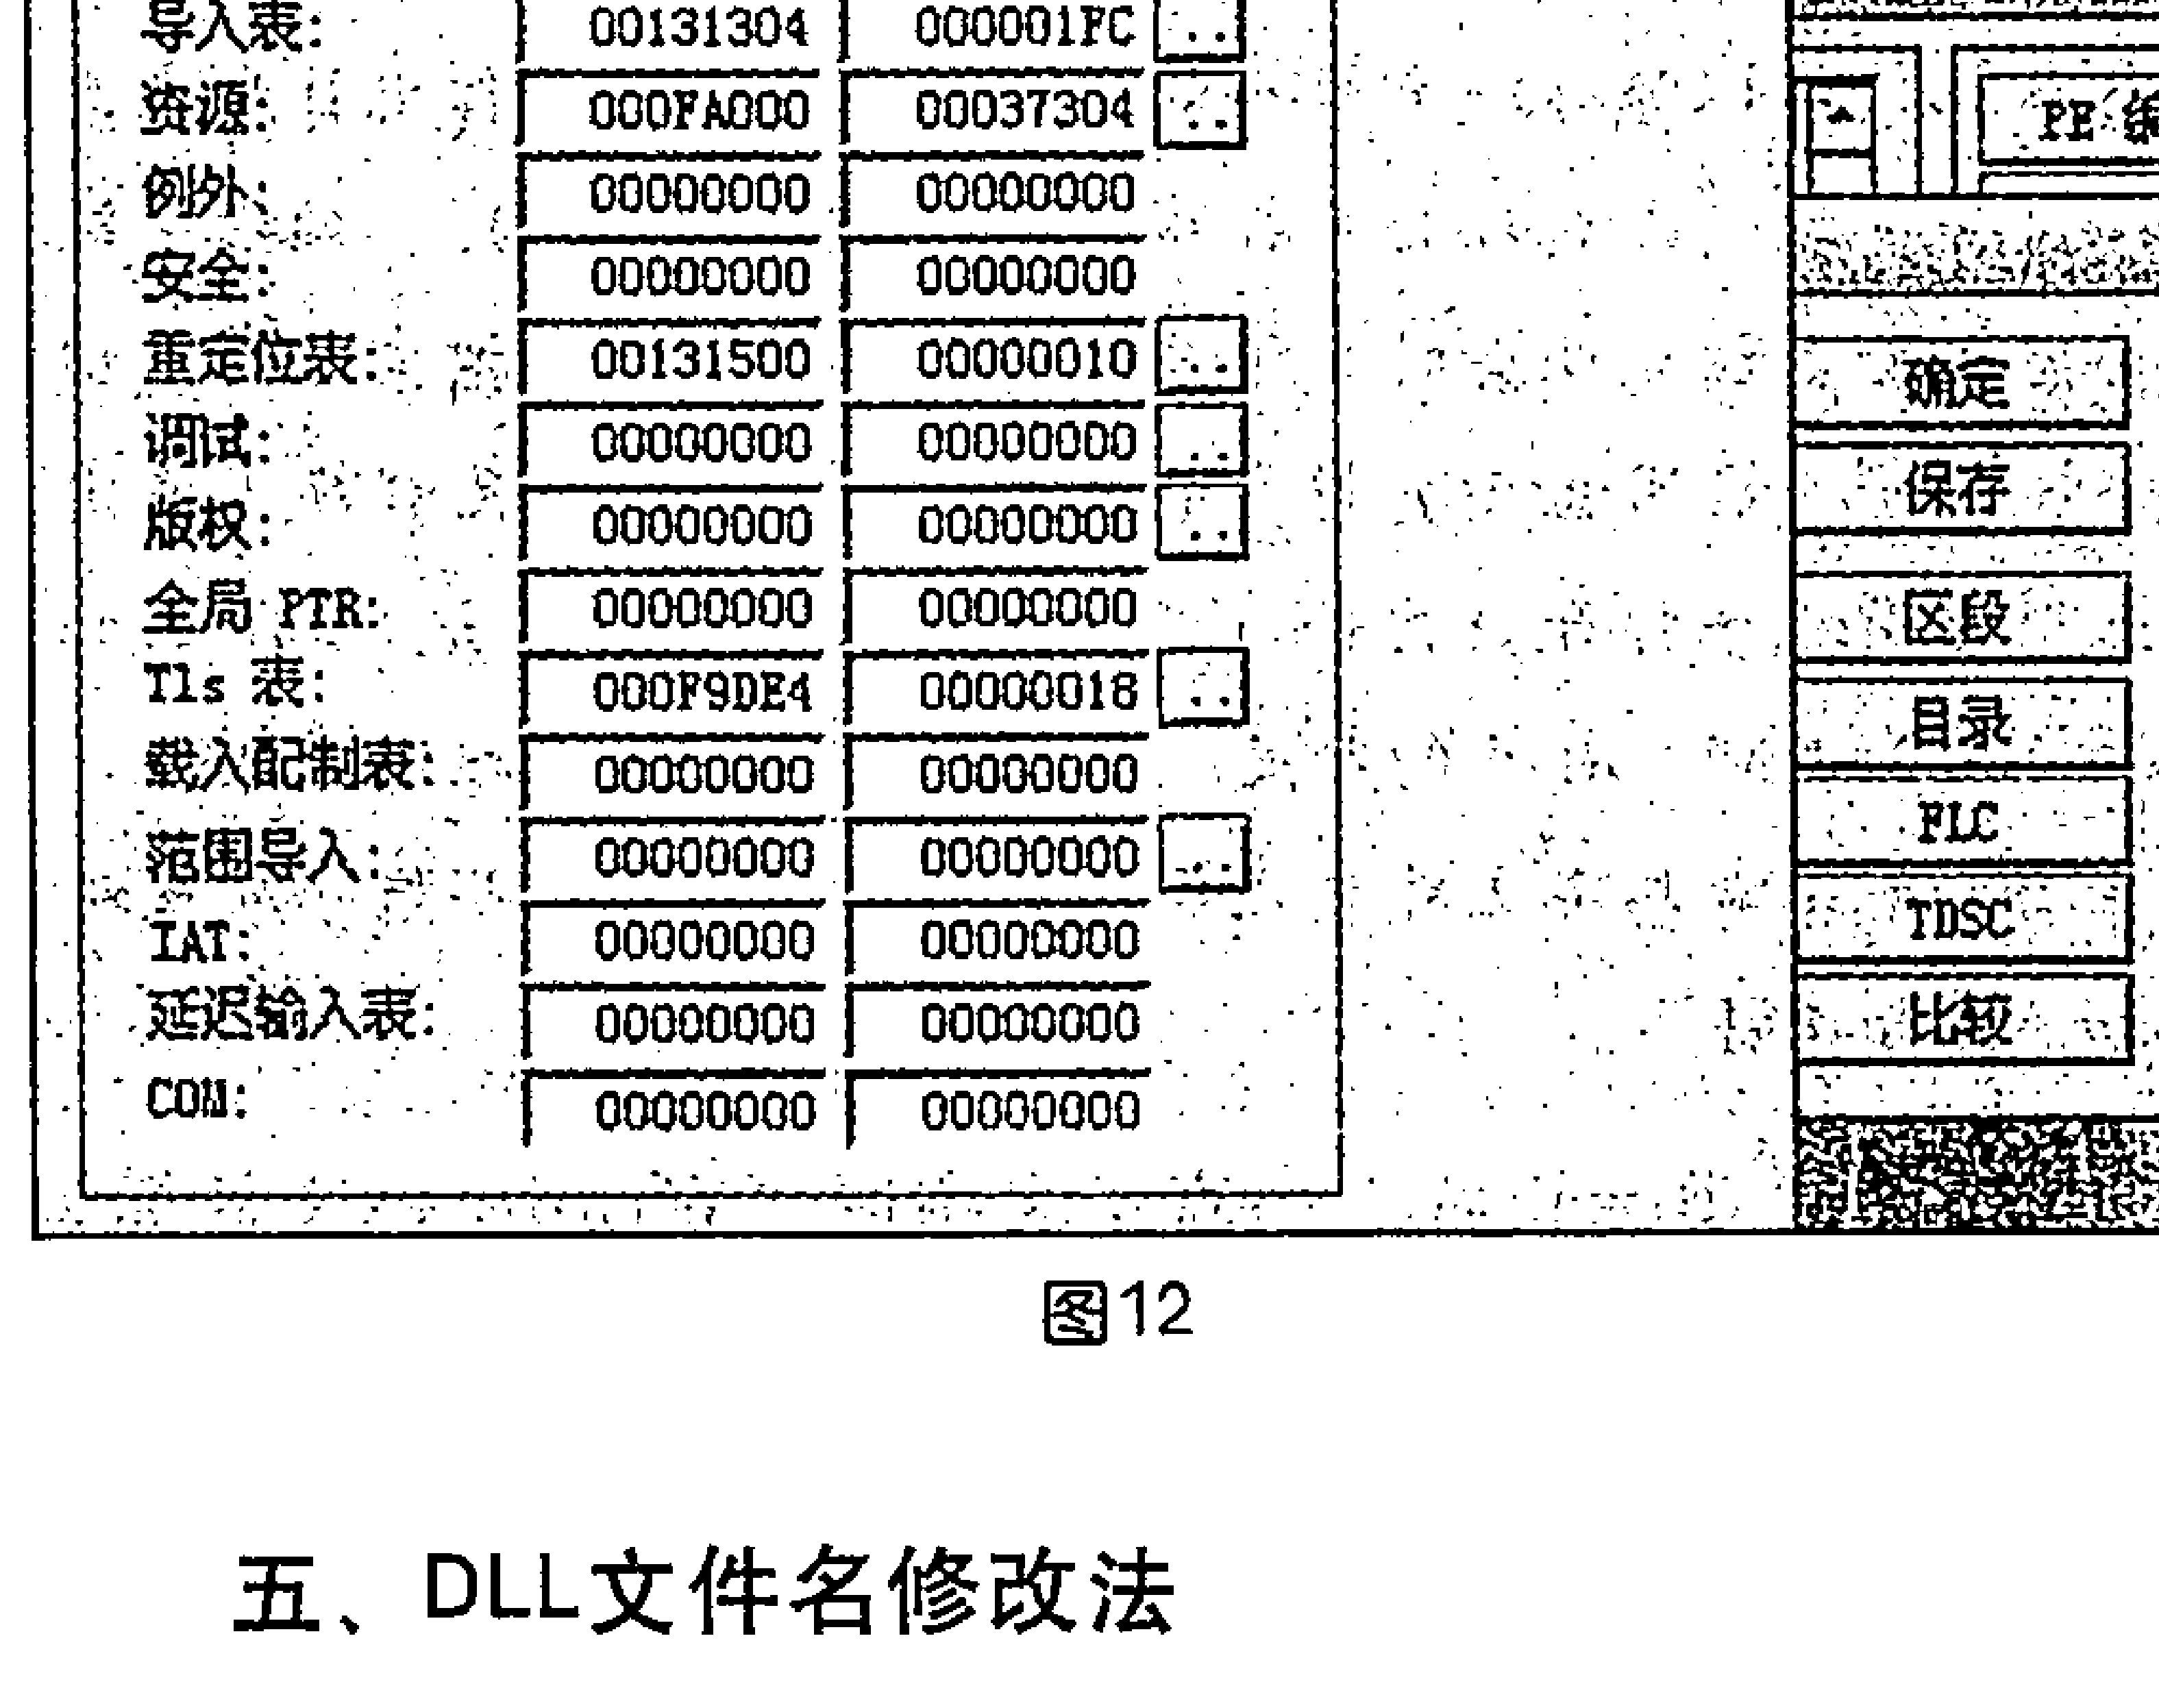 导入表: 00131304 000001FC ..
资源: 000FA000 00037304 ..
例外: 00000000 00000000
安全: 00000000 00000000
重定位表: 00131500 00000010 ..
调试: 00000000 00000000 ..
版权: 00000000 00000000 ..
全局 PTR: 00000000 00000000
Tls 表: 000F9DE4 00000018 ..
载入配制表: 00000000 00000000
范围导入: 00000000 00000000 ...
IAT: 00000000 00000000
延迟输入表: 00000000 00000000
COM: 00000000 00000000
PE 编
确定
保存
区段
目录
FLC
TDSC
比较
图12
五、DLL文件名修改法